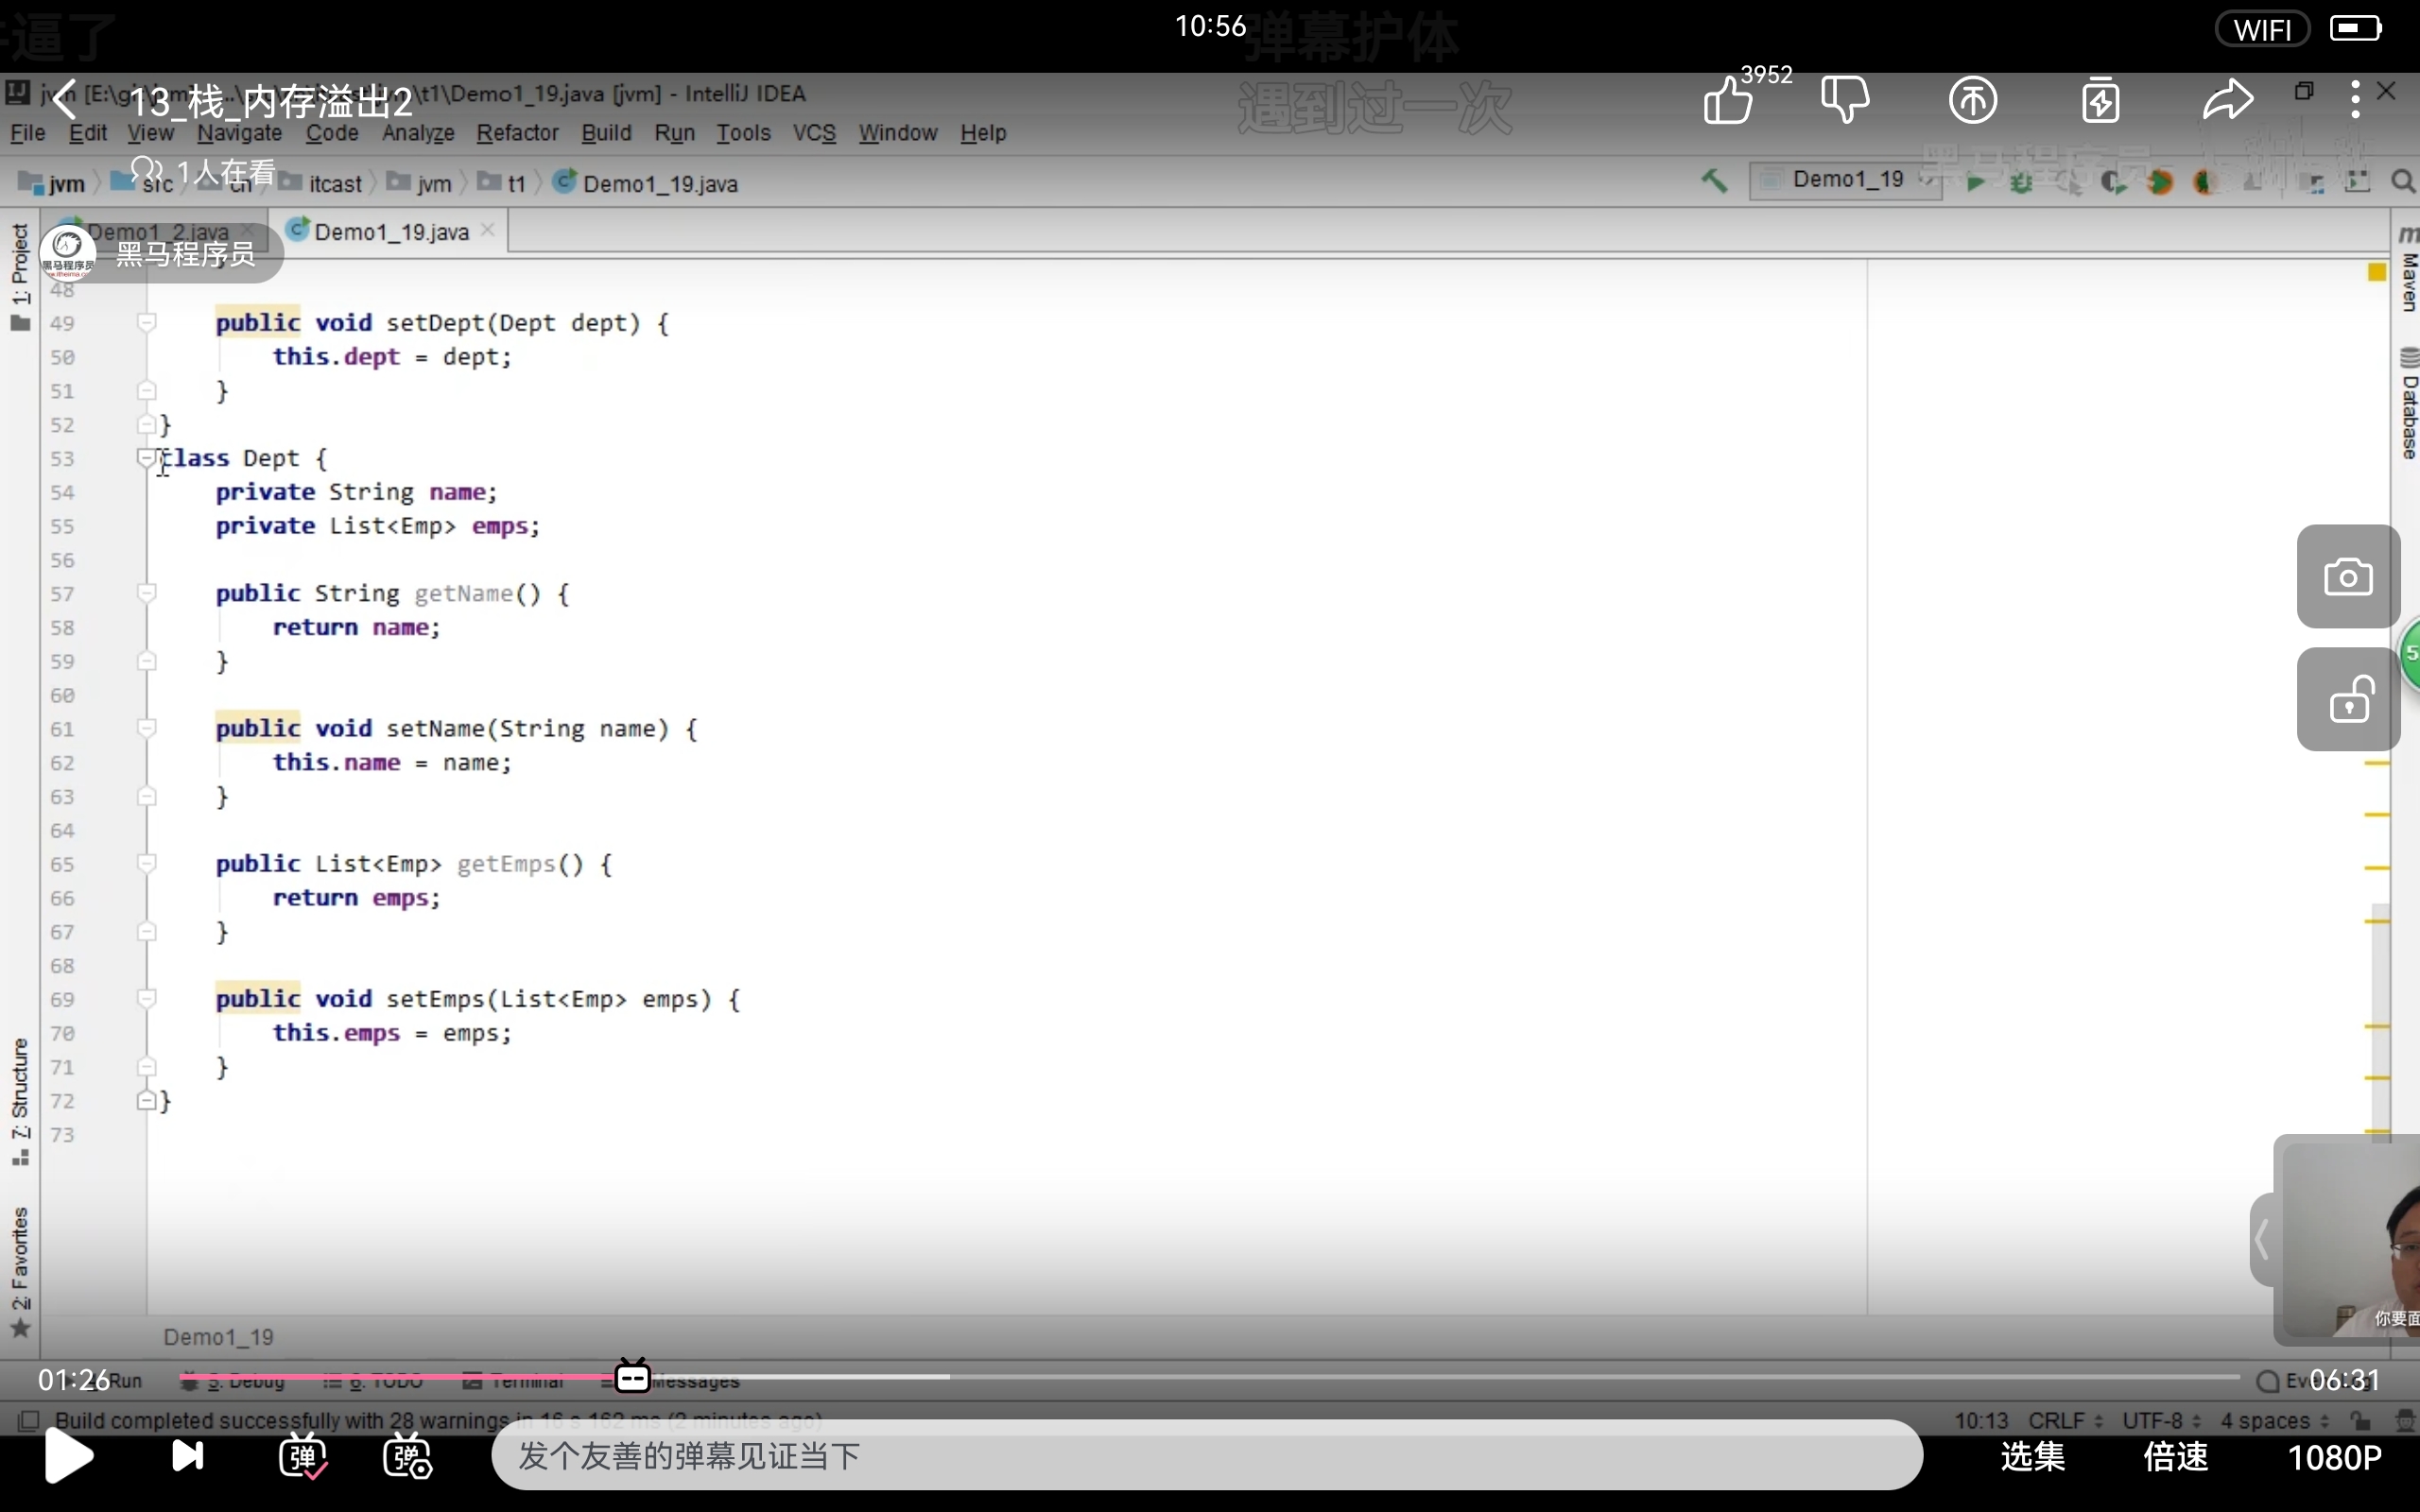 逼了
10:56
弹幕护体
WIFI
13_栈_内存溢出2
t1\Demo1_19.java [jvm] - IntelliJ IDEA
遇到过一次
3952
File Edit View Navigate Code Analyze Refactor Build Run Tools VCS Window Help
1人在看
jvm src cn itcast jvm t1 Demo1_19.java
Demo1_19
黑马程序员
Demo1_2.java
Demo1_19.java
黑马程序员
1: Project
Maven
Database
48
49 public void setDept(Dept dept) {
50 this.dept = dept;
51 }
52 }
53 class Dept {
54 private String name;
55 private List<Emp> emps;
56
57 public String getName() {
58 return name;
59 }
60
61 public void setName(String name) {
62 this.name = name;
63 }
64
65 public List<Emp> getEmps() {
66 return emps;
67 }
68
69 public void setEmps(List<Emp> emps) {
70 this.emps = emps;
71 }
72 }
73
5
7: Structure
2: Favorites
你要面
Demo1_19
01:26
Run 5: Debug 6: TODO Terminal Messages
06:31
Build completed successfully with 28 warnings in 16 s 162 ms (2 minutes ago)
10:13 CRLF UTF-8 4 spaces
弹
弹
发个友善的弹幕见证当下
选集
倍速
1080P